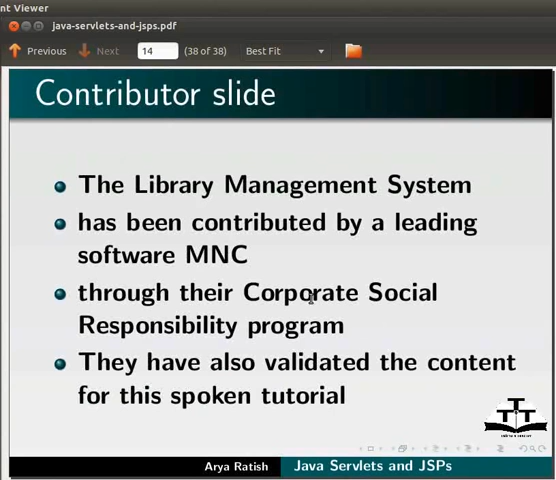 nt Viewer
java-servlets-and-jsps.pdf
Previous Next 14 (38 of 38) Best Fit
Contributor slide
The Library Management System
has been contributed by a leading
software MNC
through their Corporate Social
Responsibility program
They have also validated the content
for this spoken tutorial
Arya Ratish Java Servlets and JSPs